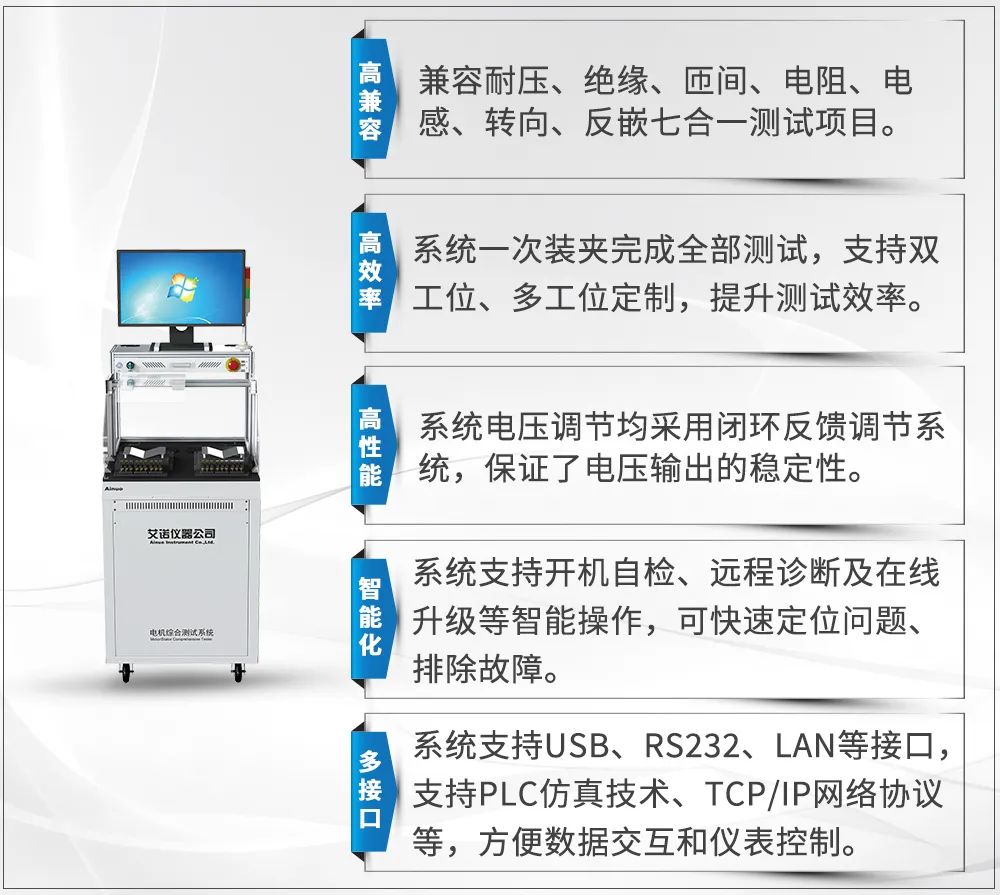 高兼容
兼容耐压、绝缘、匝间、电阻、电
感、转向、反嵌七合一测试项目。
高效率
系统一次装夹完成全部测试，支持双
工位、多工位定制，提升测试效率。
高性能
系统电压调节均采用闭环反馈调节系
统，保证了电压输出的稳定性。
智能化
系统支持开机自检、远程诊断及在线
升级等智能操作，可快速定位问题、
排除故障。
多接口
系统支持USB、RS232、LAN等接口，
支持PLC仿真技术、TCP/IP网络协议
等，方便数据交互和仪表控制。
Ainuo
艾诺仪器公司
Ainuo Instrument Co.,Ltd.
电机综合测试系统
Motor/Stator Comprehensive Tester